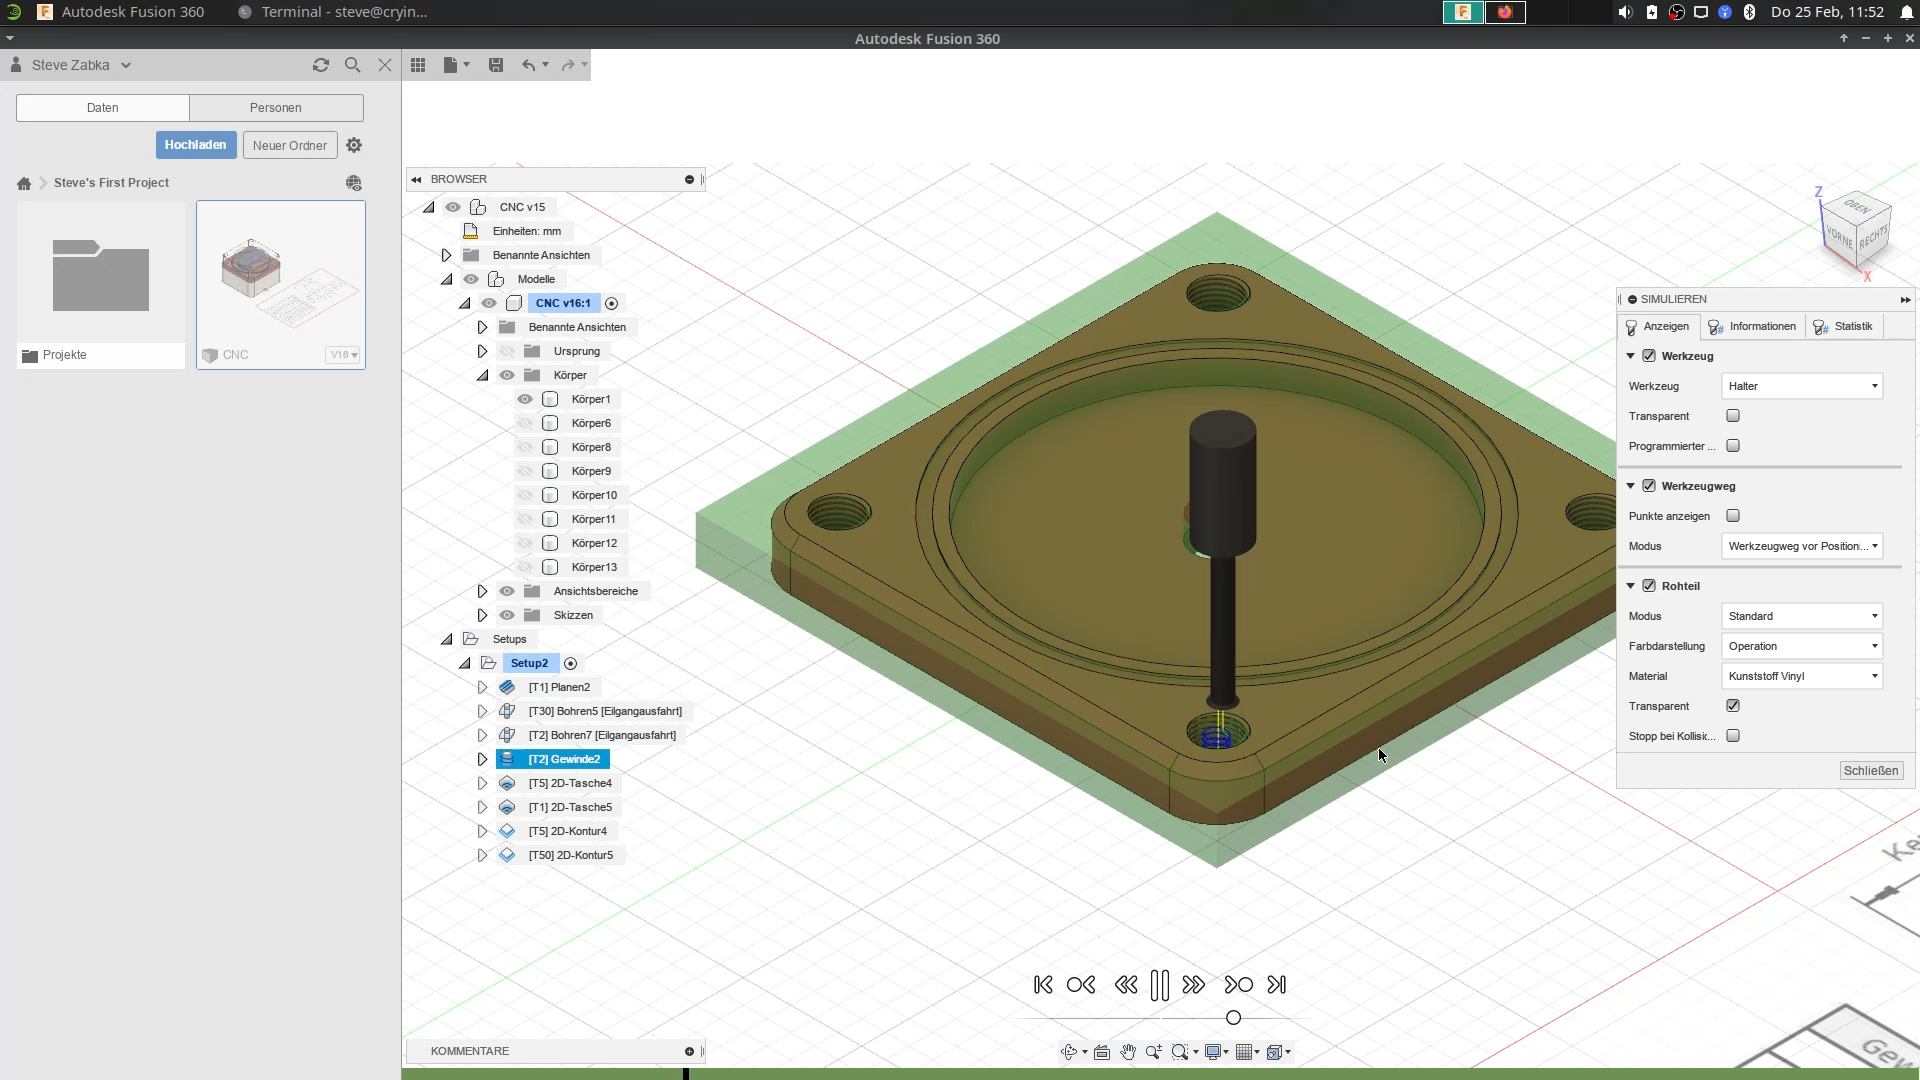 Autodesk Fusion 360
Terminal - steve@cryin...
Do 25 Feb, 11:52
Autodesk Fusion 360
Steve Zabka
Daten
Personen
Hochladen
Neuer Ordner
Steve's First Project
Projekte
CNC
V16
BROWSER
CNC v15
Einheiten: mm
Benannte Ansichten
Modelle
CNC v16:1
Benannte Ansichten
Ursprung
Körper
Körper1
Körper6
Körper8
Körper9
Körper10
Körper11
Körper12
Körper13
Ansichtsbereiche
Skizzen
Setups
Setup2
[T1] Planen2
[T30] Bohren5 [Eilgangausfahrt]
[T2] Bohren7 [Eilgangausfahrt]
[T2] Gewinde2
[T5] 2D-Tasche4
[T1] 2D-Tasche5
[T5] 2D-Kontur4
[T50] 2D-Kontur5
KOMMENTARE
Z
OBEN
VORNE
RECHTS
X
SIMULIEREN
Anzeigen
Informationen
Statistik
Werkzeug
Werkzeug Halter
Transparent
Programmierter ...
Werkzeugweg
Punkte anzeigen
Modus Werkzeugweg vor Position...
Rohteil
Modus Standard
Farbdarstellung Operation
Material Kunststoff Vinyl
Transparent
Stopp bei Kollisi...
Schließen